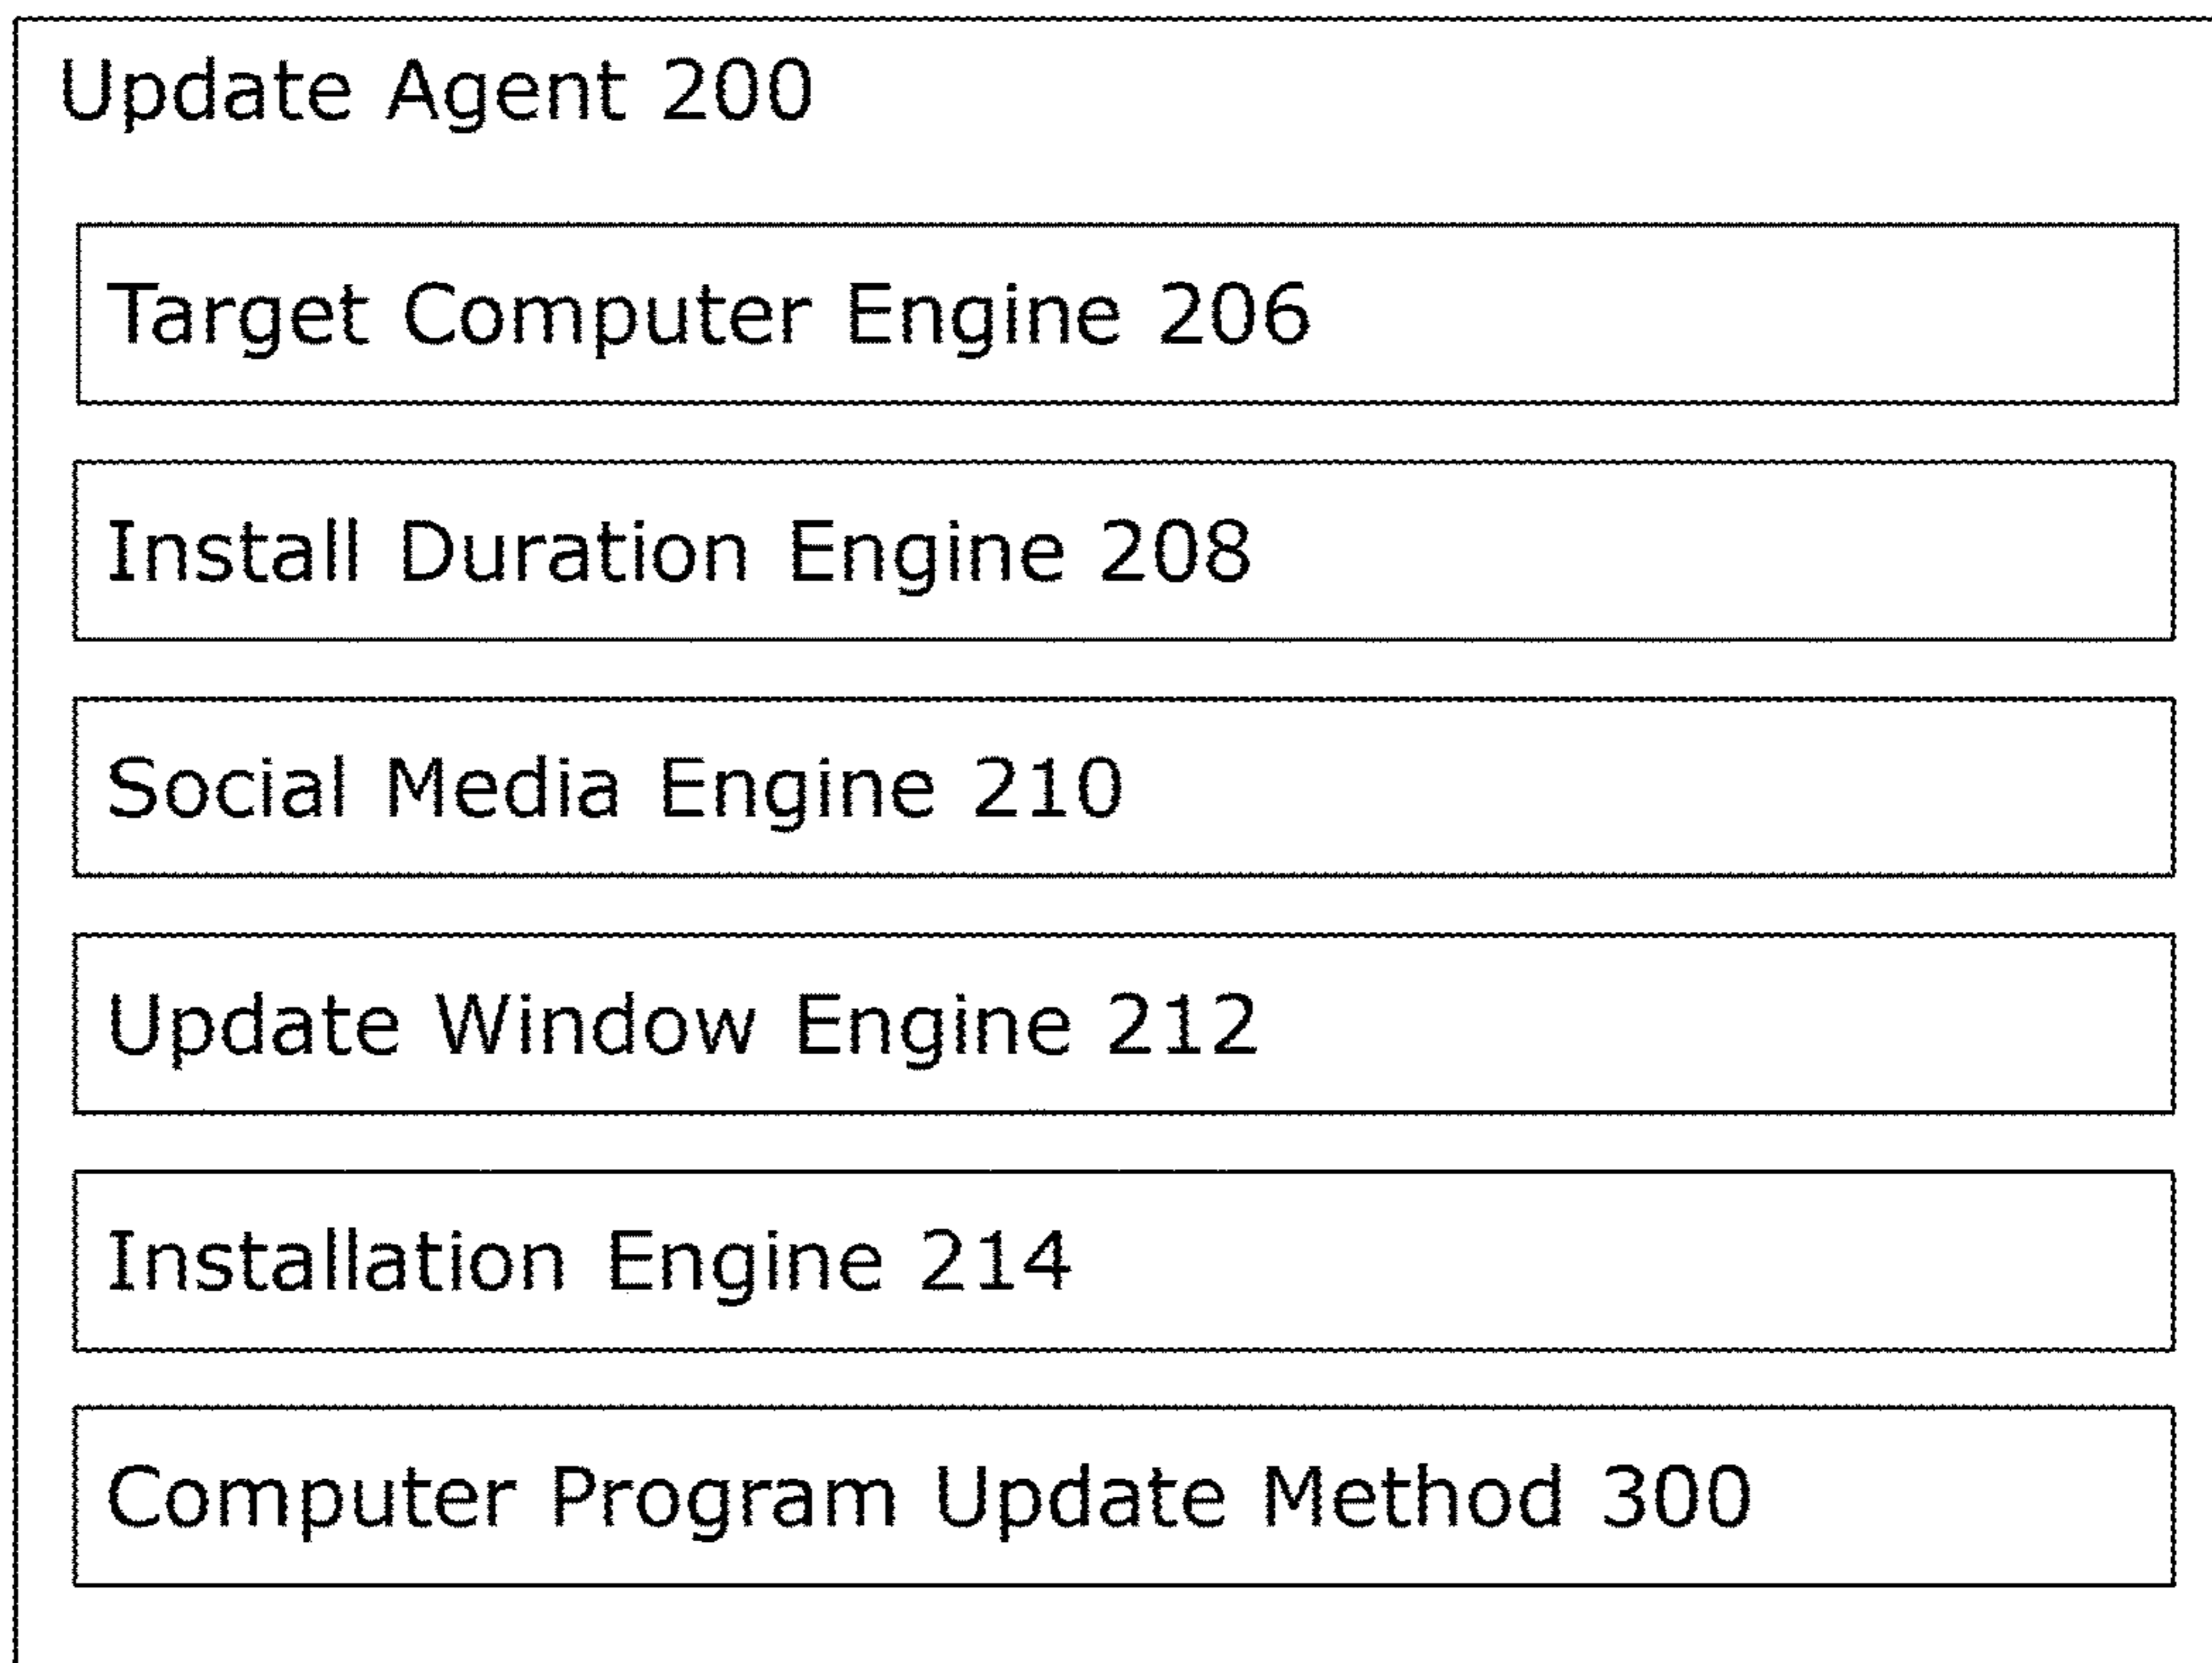 Update Agent 200
Target Computer Engine 206
Install Duration Engine 208
Social Media Engine 210
Update Window Engine 212
Installation Engine 214
Computer Program Update Method 300